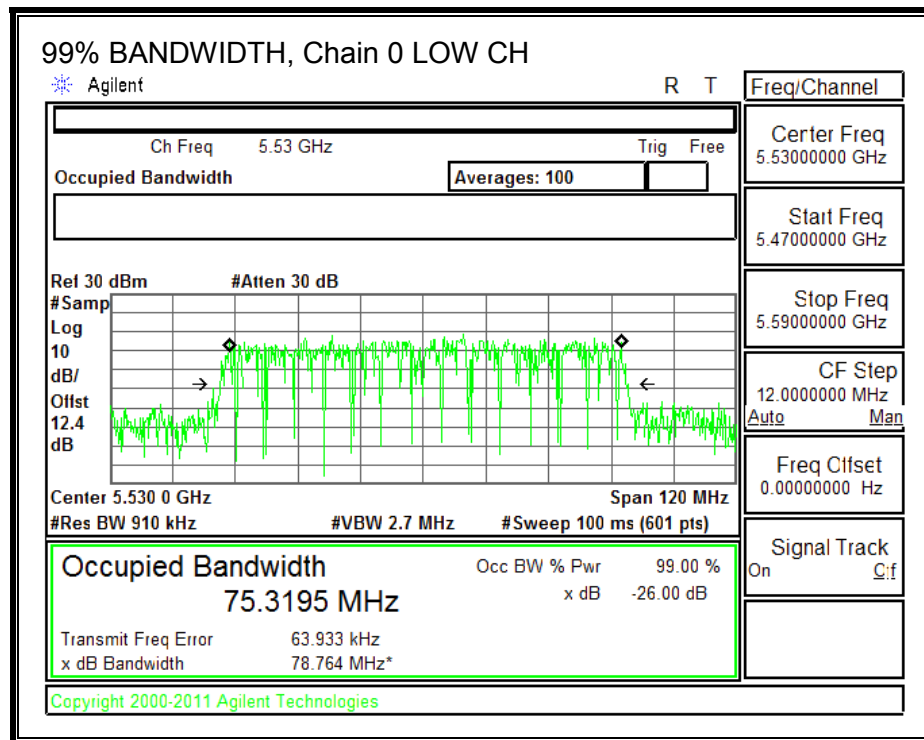 99% BANDWIDTH, Chain 0 LOW CH
Agilent R T
Ch Freq 5.53 GHz Trig Free
Occupied Bandwidth Averages: 100
Ref 30 dBm #Atten 30 dB
#Samp
Log
10
dB/
Offst
12.4
dB
Center 5.530 0 GHz Span 120 MHz
#Res BW 910 kHz #VBW 2.7 MHz #Sweep 100 ms (601 pts)
Occupied Bandwidth Occ BW % Pwr 99.00 %
75.3195 MHz x dB -26.00 dB
Transmit Freq Error 63.933 kHz
x dB Bandwidth 78.764 MHz*
Copyright 2000-2011 Agilent Technologies
Freq/Channel
Center Freq
5.53000000 GHz
Start Freq
5.47000000 GHz
Stop Freq
5.59000000 GHz
CF Step
12.0000000 MHz
Auto Man
Freq Offset
0.00000000 Hz
Signal Track
On Off